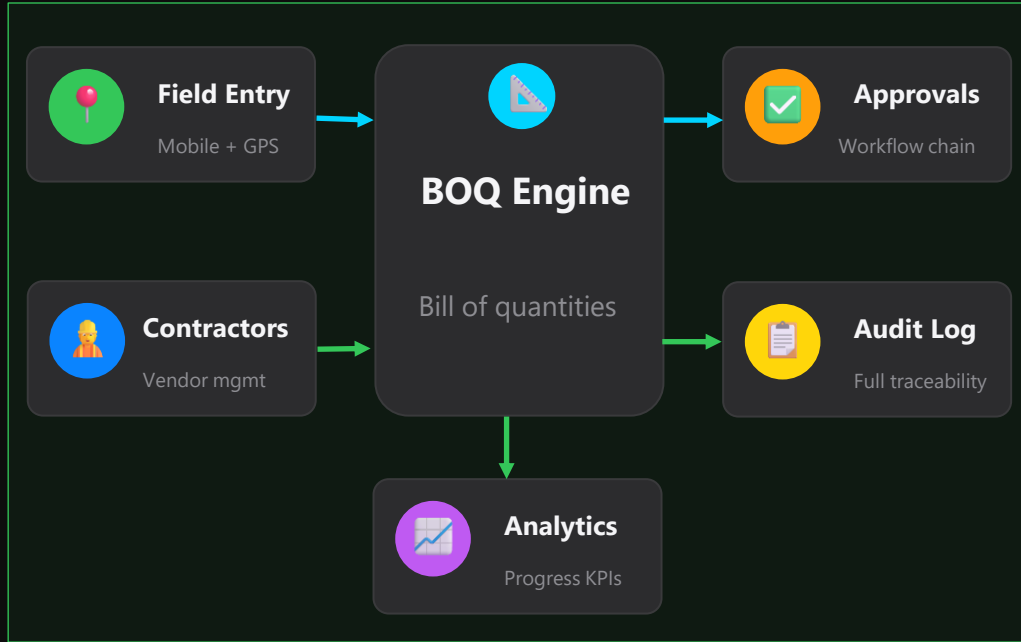 Field Entry
Mobile + GPS
BOQ Engine
Bill of quantities
Approvals
Workflow chain
Contractors
Vendor mgmt
Audit Log
Full traceability
Analytics
Progress KPIs